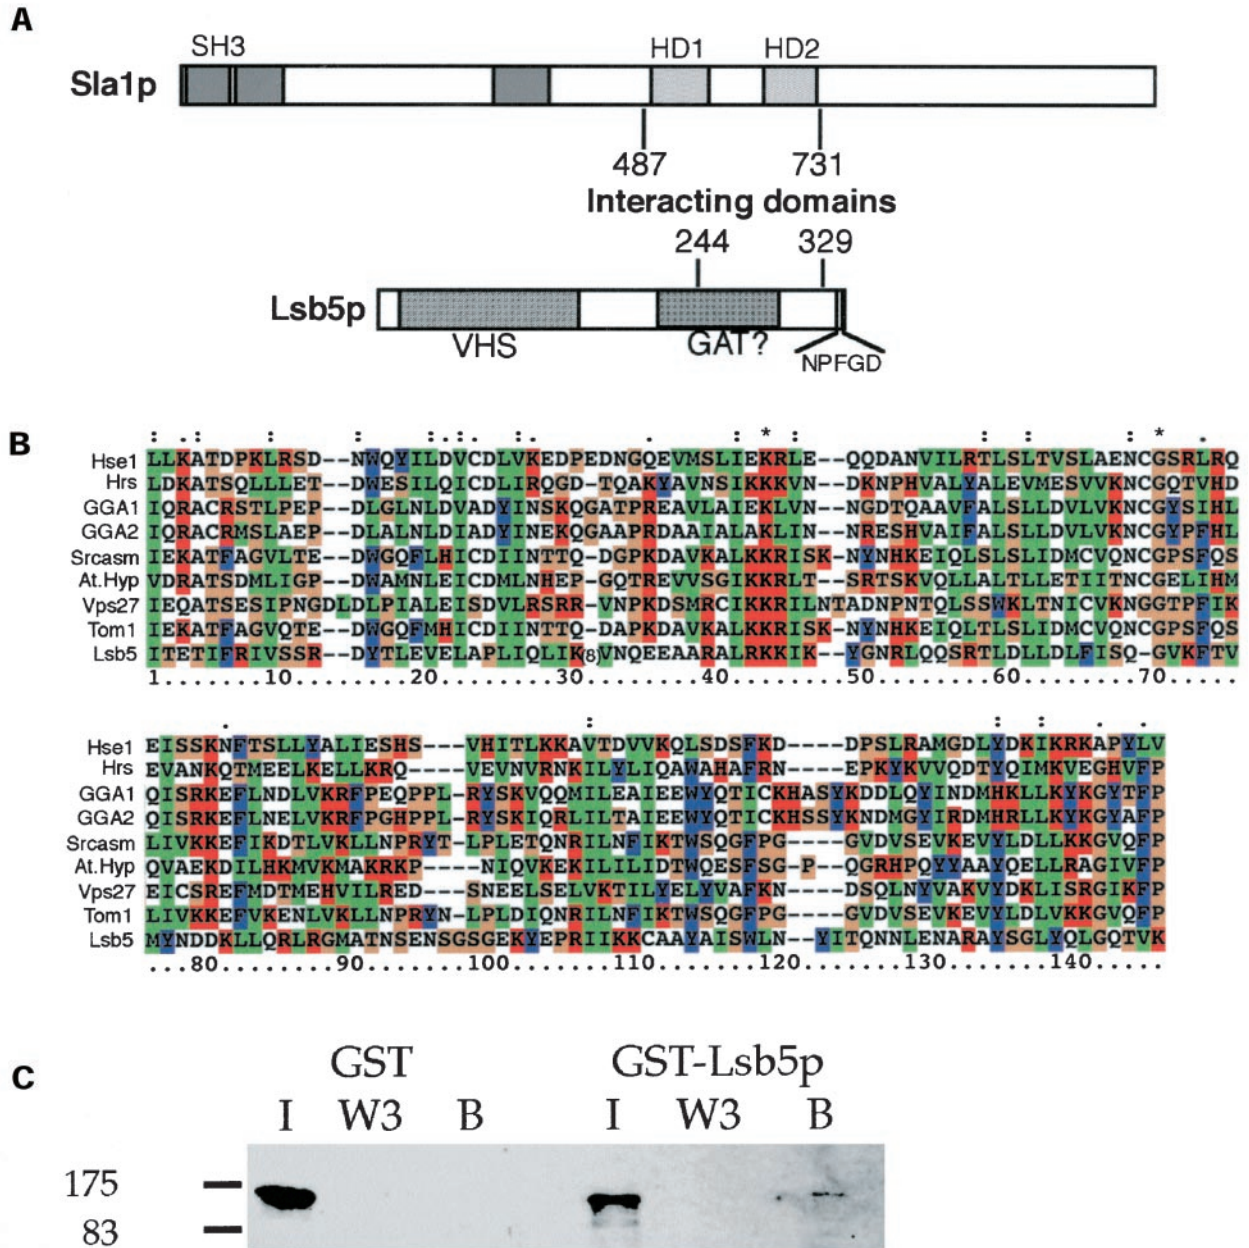 A
SH3 HD1 HD2
Sla1p
487 731
Interacting domains
244 329
Lsb5p
VHS GAT? NPFGD
B
: .: : : ::. :: . : * : : : : * .
Hse1 LLKATDPKLRSD--NWQYILDVCDLVKEDPEDNGQEVMSLIEKRLE--QQDANVILRTLSLTVSLAENCGSRLRQ
Hrs LDKATSQLLLET--DWESILQICDLIRQGD-TQAKYAVNSIKKKVN--DKNPHVALYALEVMESVVKNCGQTVHD
GGA1 IQRACRSTLPEP--DLGLNLDVADYINSKQGATPREAVLAIEKLVN--NGDTQAAVFALSLLDVLVKNCGYSIHL
GGA2 IQRACRMSLAEP--DLALNLDIADYINSKQGAAPRDAAIALAKLIN--NRESHVAIFALSLLDVLVKNCGYPFHL
Srcasm IEKATFAGVLTE--DWGQFLHICDIINTTQ-DGPKDAVKALKKRISK-NYNHKEIQLSLSLIDMCVQNCGPSFQS
At.Hyp VDRATSDMLIGP--DWAMNLEICDMLNHEP-GQTREVVSGIKKRLT--SRTSKVQLLALTLLETIITNCGELIHM
Vps27 IEQATSESIPNGDLDLPIALEISDVLRSRR-VNPKDSMRCIKKRILNTADNPNTQLSSWKLTNICVKNGGTPFIK
Tom1 IEKATFAGVQTE--DWGQFMHICDIINTTQ-DAPKDAVKALKKRISK-NYNHKEIQLTLSLIDMCVQNCGPSFQS
Lsb5 ITETIFRIVSSR--DYTLEVELAPLIQLIK(8)VNQEEAARALRKKIK--YGNRLQQSRTLDLLDLFISQ-GVKFTV
1........10........20........30........40........50........60........70.....
. : : : . .
Hse1 EISSKNFTSLLYALIESHS---VHITLKKAVTDVVKQLSDSFKD----DPSLRAMGDLYDKIKRKAPYLV
Hrs EVANKQTMEELKELLKRQ----VEVNVRNKILYLIQAWAHAFRN----EPKYKVVQDTYQIMKVEGHVFP
GGA1 QISRKEFLNDLVKRFPEQPPL-RYSKVQQMILEAIEEWYQTICKHASYKDDLQYINDMHKLLKYKGYTFP
GGA2 QISRKEFLNELVKRFPGHPPL-RYSKIQRLILTAIEEWYQTICKHSSYKNDMGYIRDMHRLLKYKGYAFP
Srcasm LIVKKEFIKDTLVKLLNPRYT-LPLETQNRILNFIKTWSQGFPG----GVDVSEVKEVYLDLLKKGVQFP
At.Hyp QVAEKDILHKMVKMAKRKP----NIQVKEKILILIDTWQESFSG-P--QGRHPQYYAAYQELLRAGIVFP
Vps27 EICSREFMDTMEHVILRED---SNEELSELVKTILYELYVAFKN----DSQLNYVAKVYDKLISRGIKFP
Tom1 LIVKKEFVKENLVKLLNPRYN-LPLDIQNRILNFIKTWSQGFPG----GVDVSEVKEVYLDLVKKGVQFP
Lsb5 MYNDDKLLQRLRGMATNSENSGSGEKYEPRIIKKCAAYAISWLN--YITQNNLENARAYSGLYQLGQTVK
...80........90.......100.......110.......120.......130.......140......
C
GST GST-Lsb5p
I W3 B I W3 B
175
83